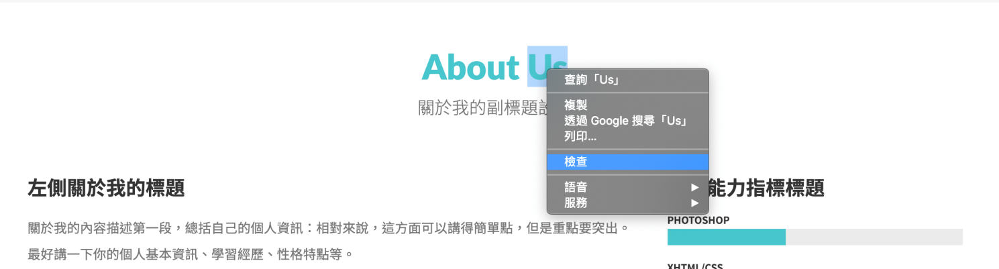 About Us
關於我的副標題
查詢「Us」
複製
透過 Google 搜尋「Us」
列印...
檢查
語音
服務
左側關於我的標題
關於我的內容描述第一段，總括自己的個人資訊：相對來說，這方面可以講得簡單點，但是重點要突出。
最好講一下你的個人基本資訊、學習經歷、性格特點等。
能力指標標題
PHOTOSHOP
XHTML/CSS